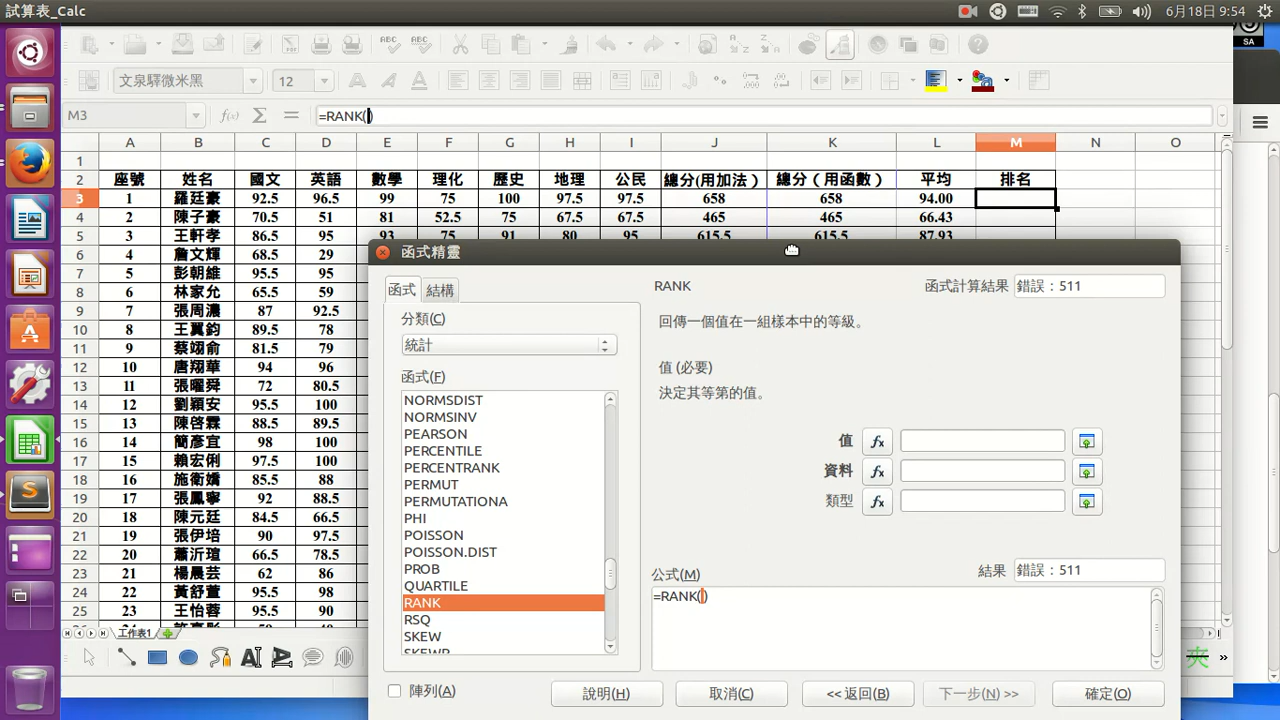 試算表_Calc
6月18日 9:54
SA
文泉驛微米黑
12
M3
=RANK()
A B C D E F G H I J K L M N O
1
2 座號 姓名 國文 英語 數學 理化 歷史 地理 公民 總分(用加法) 總分（用函數） 平均 排名
3 1 羅廷豪 92.5 96.5 99 75 100 97.5 97.5 658 658 94.00
4 2 陳子豪 70.5 51 81 52.5 75 67.5 67.5 465 465 66.43
5 3 王軒孝 86.5 95 93 75 91 80 95 615.5 615.5 87.93
6 4 詹文輝 68.5 29
7 5 彭朝維 95.5 95
8 6 林家允 65.5 59
9 7 張周濃 87 92.5
10 8 王翼鈞 89.5 78
11 9 蔡翊俞 81.5 79
12 10 唐翔華 94 96
13 11 張曜舜 72 80.5
14 12 劉穎安 95.5 100
15 13 陳啓霖 88.5 89.5
16 14 簡彥宜 98 100
17 15 賴宏俐 97.5 100
18 16 施衛嬌 85.5 88
19 17 張鳳寧 92 88.5
20 18 陳元廷 84.5 66.5
21 19 張伊培 90 97.5
22 20 蕭沂瑄 66.5 78.5
23 21 楊晨芸 62 86
24 22 黃舒萱 95.5 98
25 23 王怡蓉 95.5 100
工作表1
函式精靈
函式 結構
分類(C)
統計
函式(F)
NORMSDIST
NORMSINV
PEARSON
PERCENTILE
PERCENTRANK
PERMUT
PERMUTATIONA
PHI
POISSON
POISSON.DIST
PROB
QUARTILE
RANK
RSQ
SKEW
SKEWP
RANK
函式計算結果 錯誤：511
回傳一個值在一組樣本中的等級。
值 (必要)
決定其等第的值。
值
資料
類型
公式(M)
結果 錯誤：511
=RANK()
陣列(A)
說明(H)
取消(C)
<< 返回(B)
下一步(N) >>
確定(O)
夾